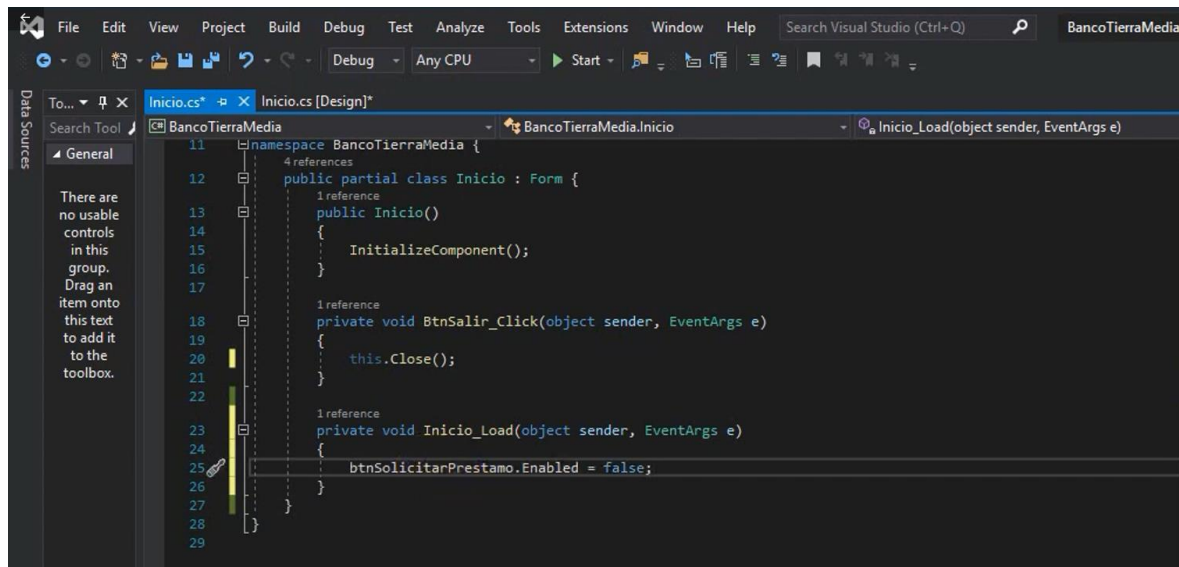 File Edit View Project Build Debug Test Analyze Tools Extensions Window Help Search Visual Studio (Ctrl+Q) BancoTierraMedia
Debug Any CPU Start
Data Sources
To...
Inicio.cs* Inicio.cs [Design]*
Search Tool
C# BancoTierraMedia BancoTierraMedia.Inicio Inicio_Load(object sender, EventArgs e)
General
There are
no usable
controls
in this
group.
Drag an
item onto
this text
to add it
to the
toolbox.
11 namespace BancoTierraMedia {
4 references
12 public partial class Inicio : Form {
1 reference
13 public Inicio()
14 {
15 InitializeComponent();
16 }
17
1 reference
18 private void BtnSalir_Click(object sender, EventArgs e)
19 {
20 this.Close();
21 }
22
1 reference
23 private void Inicio_Load(object sender, EventArgs e)
24 {
25 btnSolicitarPrestamo.Enabled = false;
26 }
27 }
28 }
29